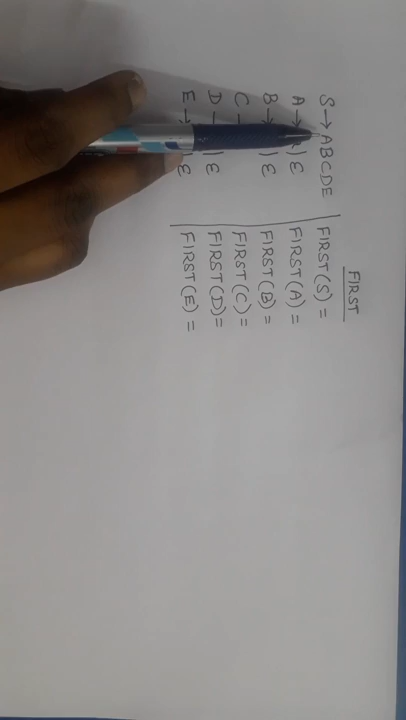 FIRST
S → ABCDE FIRST(S) =
A → | ε FIRST(A) =
B → | ε FIRST(B) =
C → FIRST(C) =
D → | ε FIRST(D) =
E → | ε FIRST(E) =